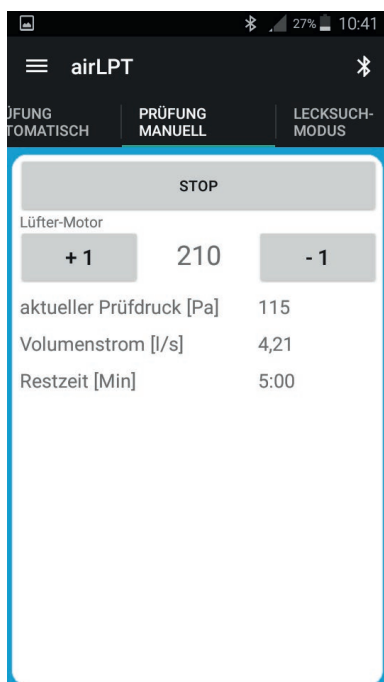 27% 10:41
airLPT
ÜFUNG
TOMATISCH
PRÜFUNG
MANUELL
LECKSUCH-
MODUS
STOP
Lüfter-Motor
+ 1 210 - 1
aktueller Prüfdruck [Pa] 115
Volumenstrom [l/s] 4,21
Restzeit [Min] 5:00